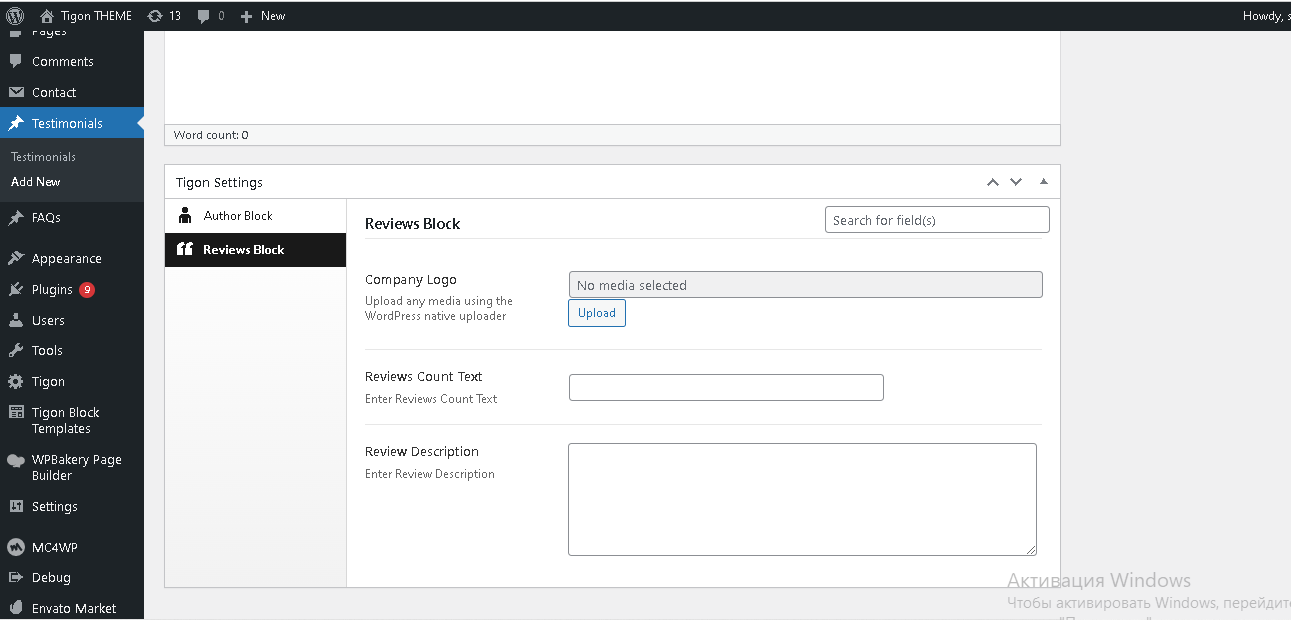 Tigon THEME 13 0 New Howdy, s
Pages
Comments
Contact
Testimonials
Testimonials
Add New
FAQs
Appearance
Plugins 9
Users
Tools
Tigon
Tigon Block
Templates
WPBakery Page
Builder
Settings
MC4WP
Debug
Envato Market
Word count: 0
Tigon Settings
Author Block
Reviews Block
Reviews Block
Search for field(s)
Company Logo
Upload any media using the
WordPress native uploader
No media selected
Upload
Reviews Count Text
Enter Reviews Count Text
Review Description
Enter Review Description
Активация Windows
Чтобы активировать Windows, перейдите